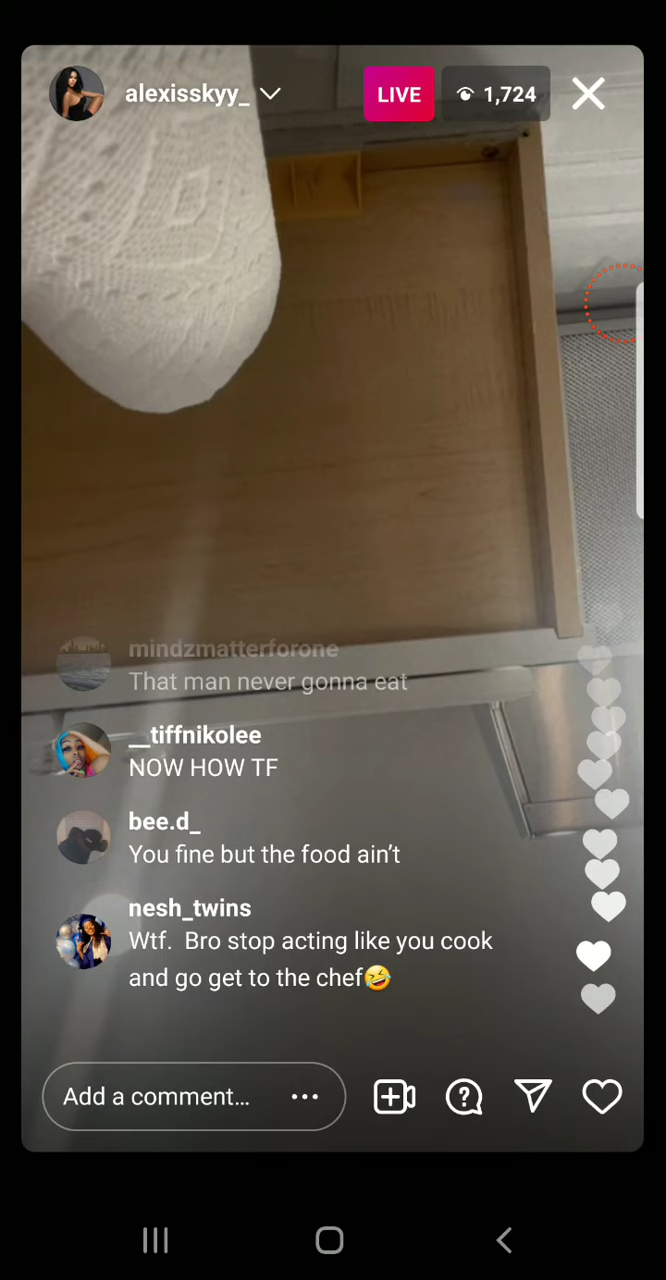 alexisskyy_
LIVE
1,724
mindzmatterforone
That man never gonna eat
__tiffnikolee
NOW HOW TF
bee.d_
You fine but the food ain’t
nesh_twins
Wtf.  Bro stop acting like you cook
and go get to the chef🤣
Add a comment...